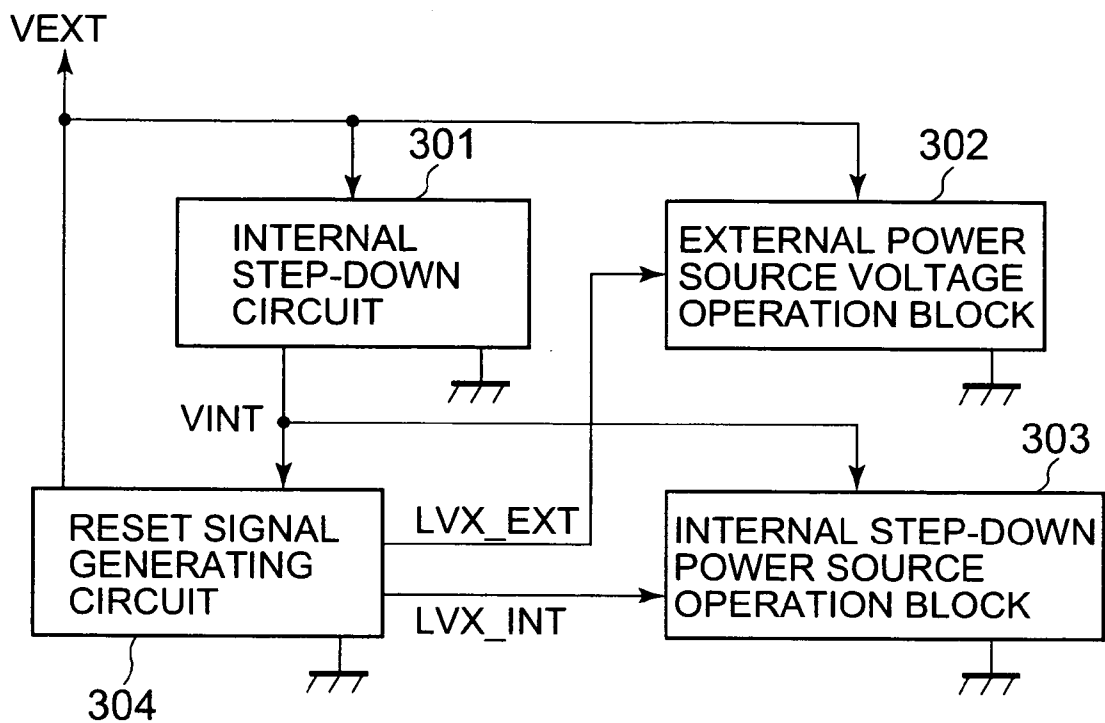 VEXT
301
302
INTERNAL
STEP-DOWN
CIRCUIT
EXTERNAL POWER
SOURCE VOLTAGE
OPERATION BLOCK
VINT
303
RESET SIGNAL
GENERATING
CIRCUIT
LVX_EXT
LVX_INT
INTERNAL STEP-DOWN
POWER SOURCE
OPERATION BLOCK
304